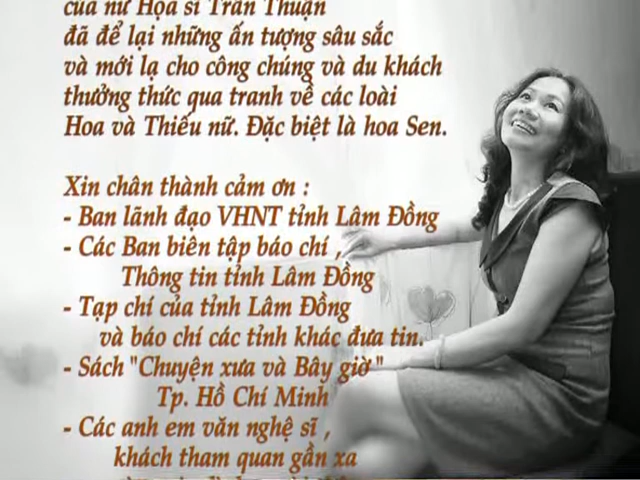 của nữ Họa sĩ Trần Thuận
đã để lại những ấn tượng sâu sắc
và mới lạ cho công chúng và du khách
thưởng thức qua tranh về các loài
Hoa và Thiếu nữ. Đặc biệt là hoa Sen.
Xin chân thành cảm ơn :
- Ban lãnh đạo VHNT tỉnh Lâm Đồng
- Các Ban biên tập báo chí ,
Thông tin tỉnh Lâm Đồng
- Tạp chí của tỉnh Lâm Đồng
và báo chí các tỉnh khác đưa tin.
- Sách "Chuyện xưa và Bây giờ "
Tp. Hồ Chí Minh
- Các anh em văn nghệ sĩ ,
khách tham quan gần xa